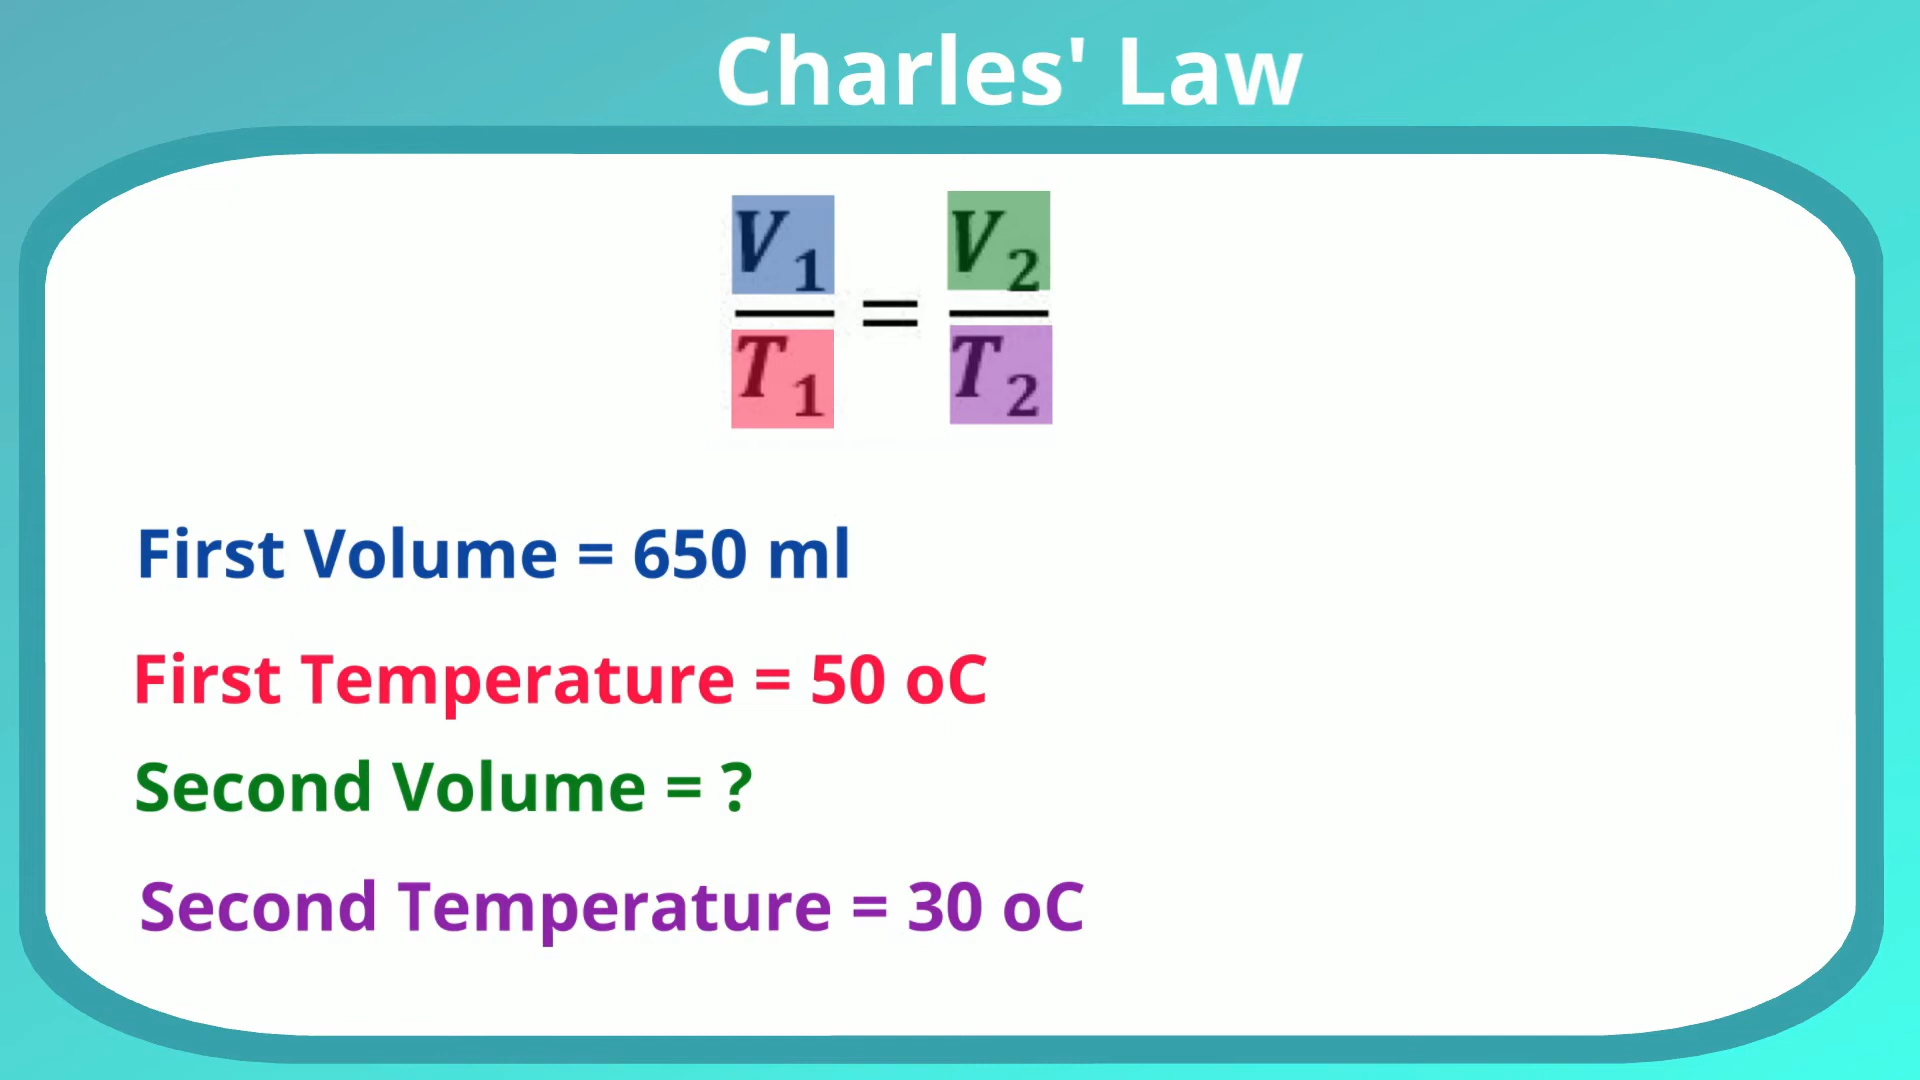 Charles' Law
V1 = V2
T1 T2
First Volume = 650 ml
First Temperature = 50 oC
Second Volume = ?
Second Temperature = 30 oC